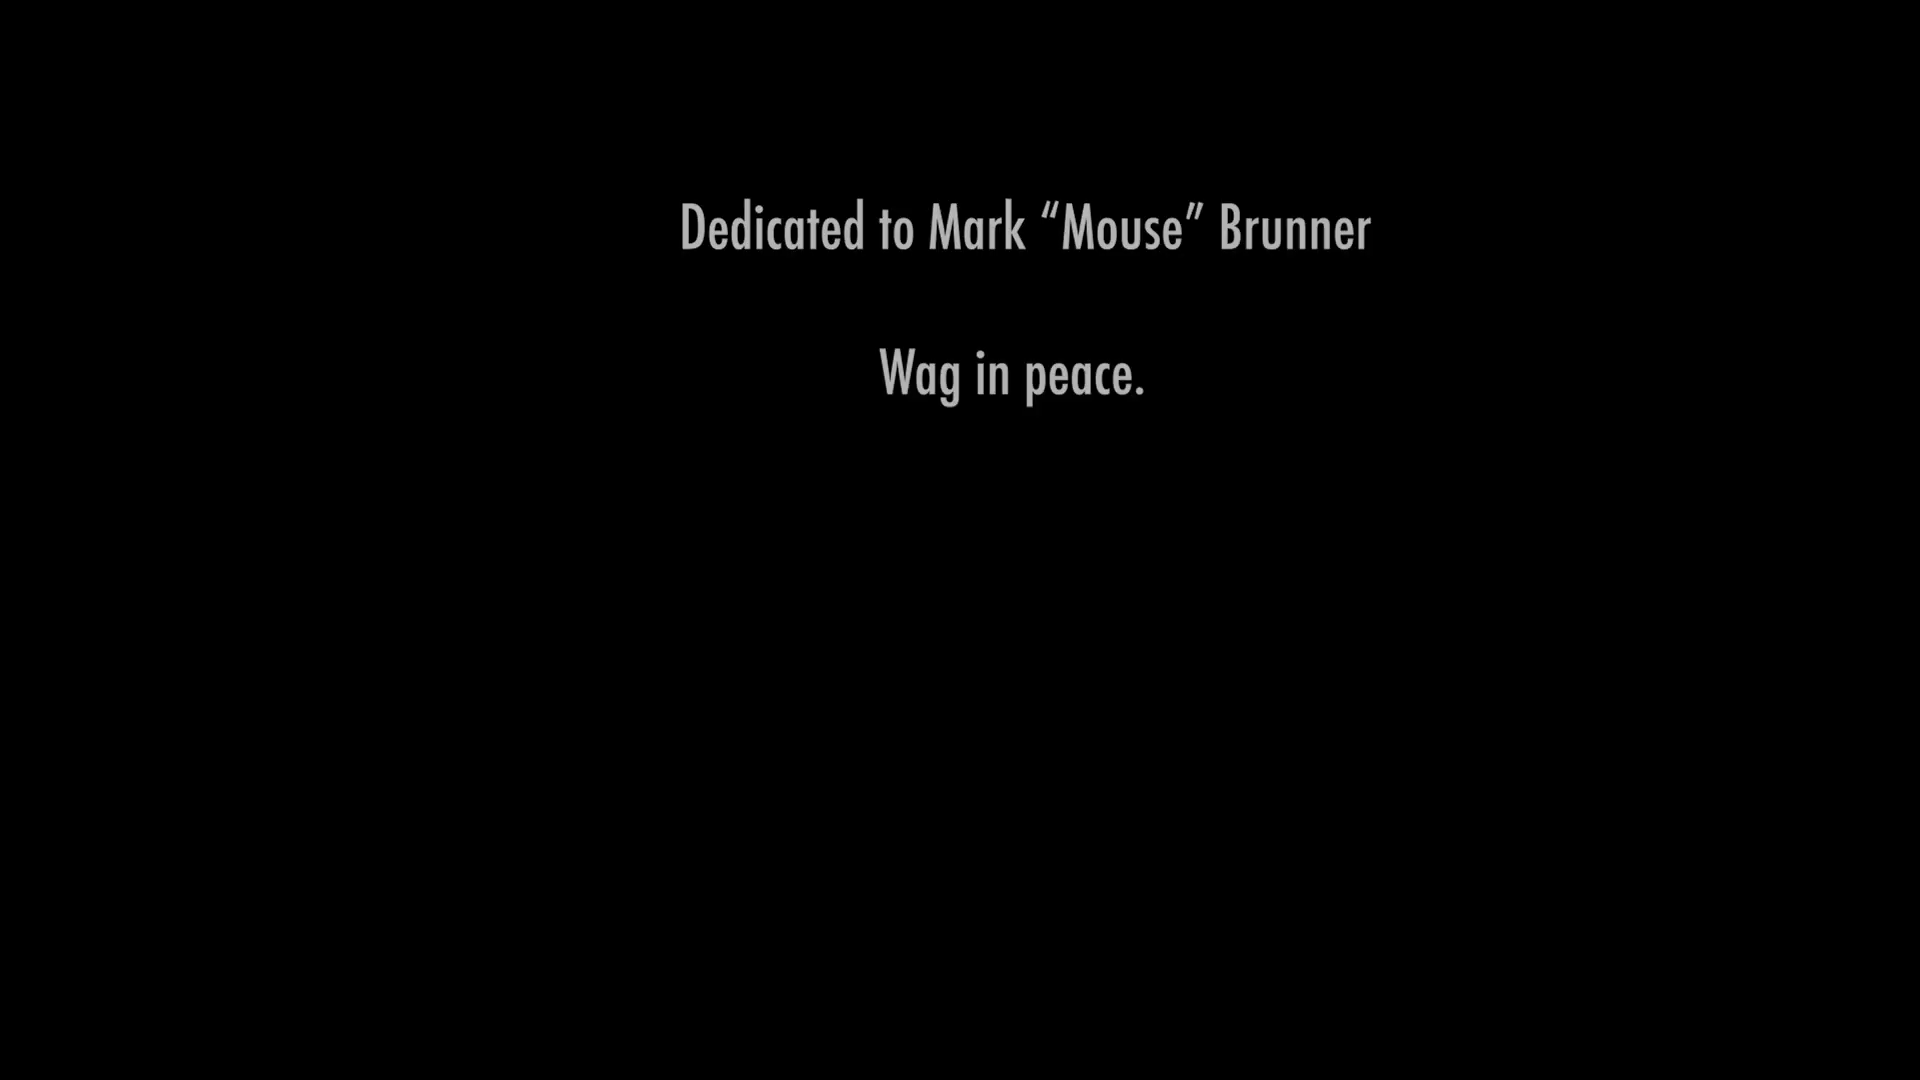 Dedicated to Mark “Mouse” Brunner
Wag in peace.